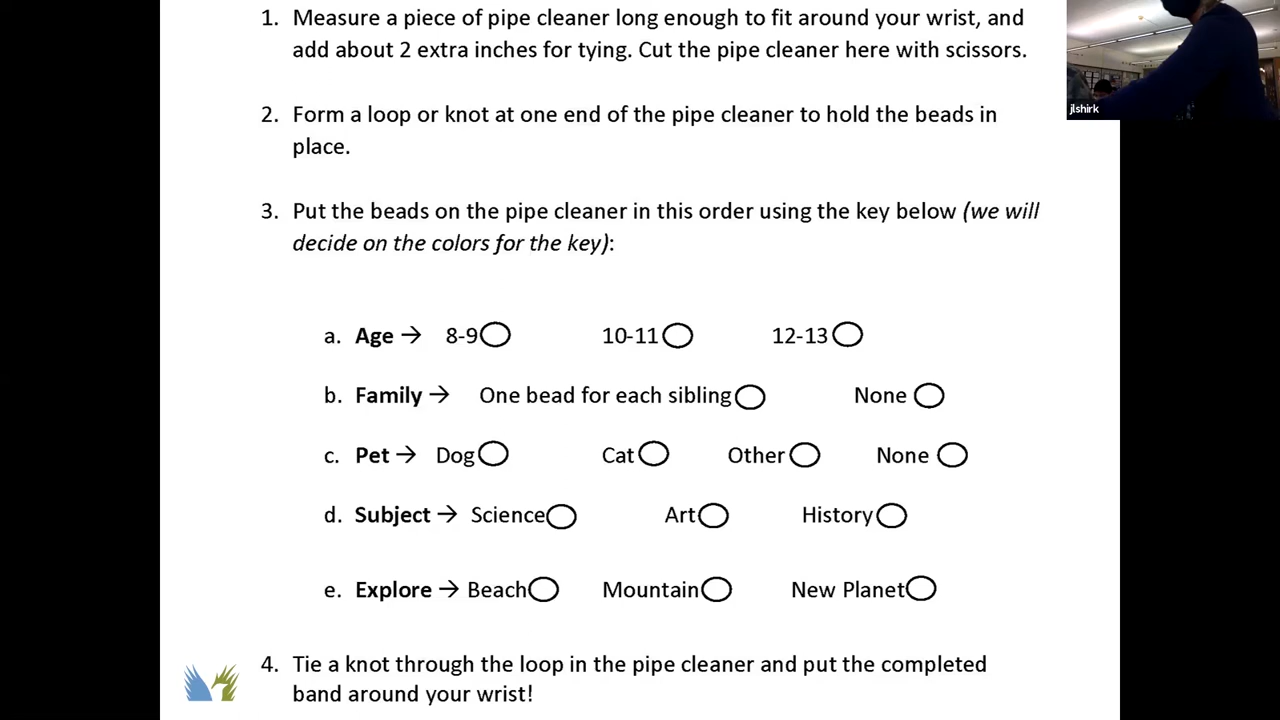 1. Measure a piece of pipe cleaner long enough to fit around your wrist, and
add about 2 extra inches for tying. Cut the pipe cleaner here with scissors.
jlshirk
2. Form a loop or knot at one end of the pipe cleaner to hold the beads in
place.
3. Put the beads on the pipe cleaner in this order using the key below (we will
decide on the colors for the key):
a. Age → 8-9 10-11 12-13
b. Family → One bead for each sibling None
c. Pet → Dog Cat Other None
d. Subject → Science Art History
e. Explore → Beach Mountain New Planet
4. Tie a knot through the loop in the pipe cleaner and put the completed
band around your wrist!